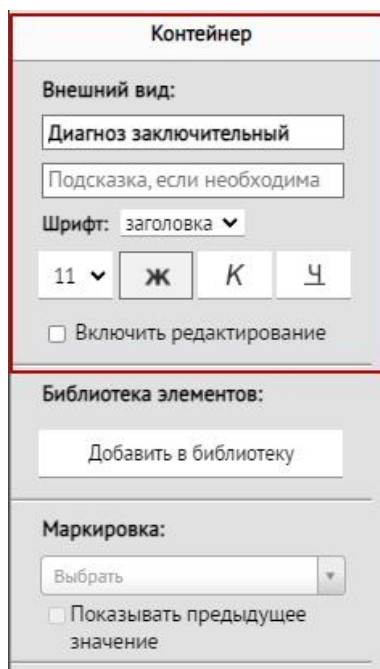 Контейнер
Внешний вид:
Диагноз заключительный
Подсказка, если необходима
Шрифт: заголовка
11 Ж К Ч
Включить редактирование
Библиотека элементов:
Добавить в библиотеку
Маркировка:
Выбрать
Показывать предыдущее
значение